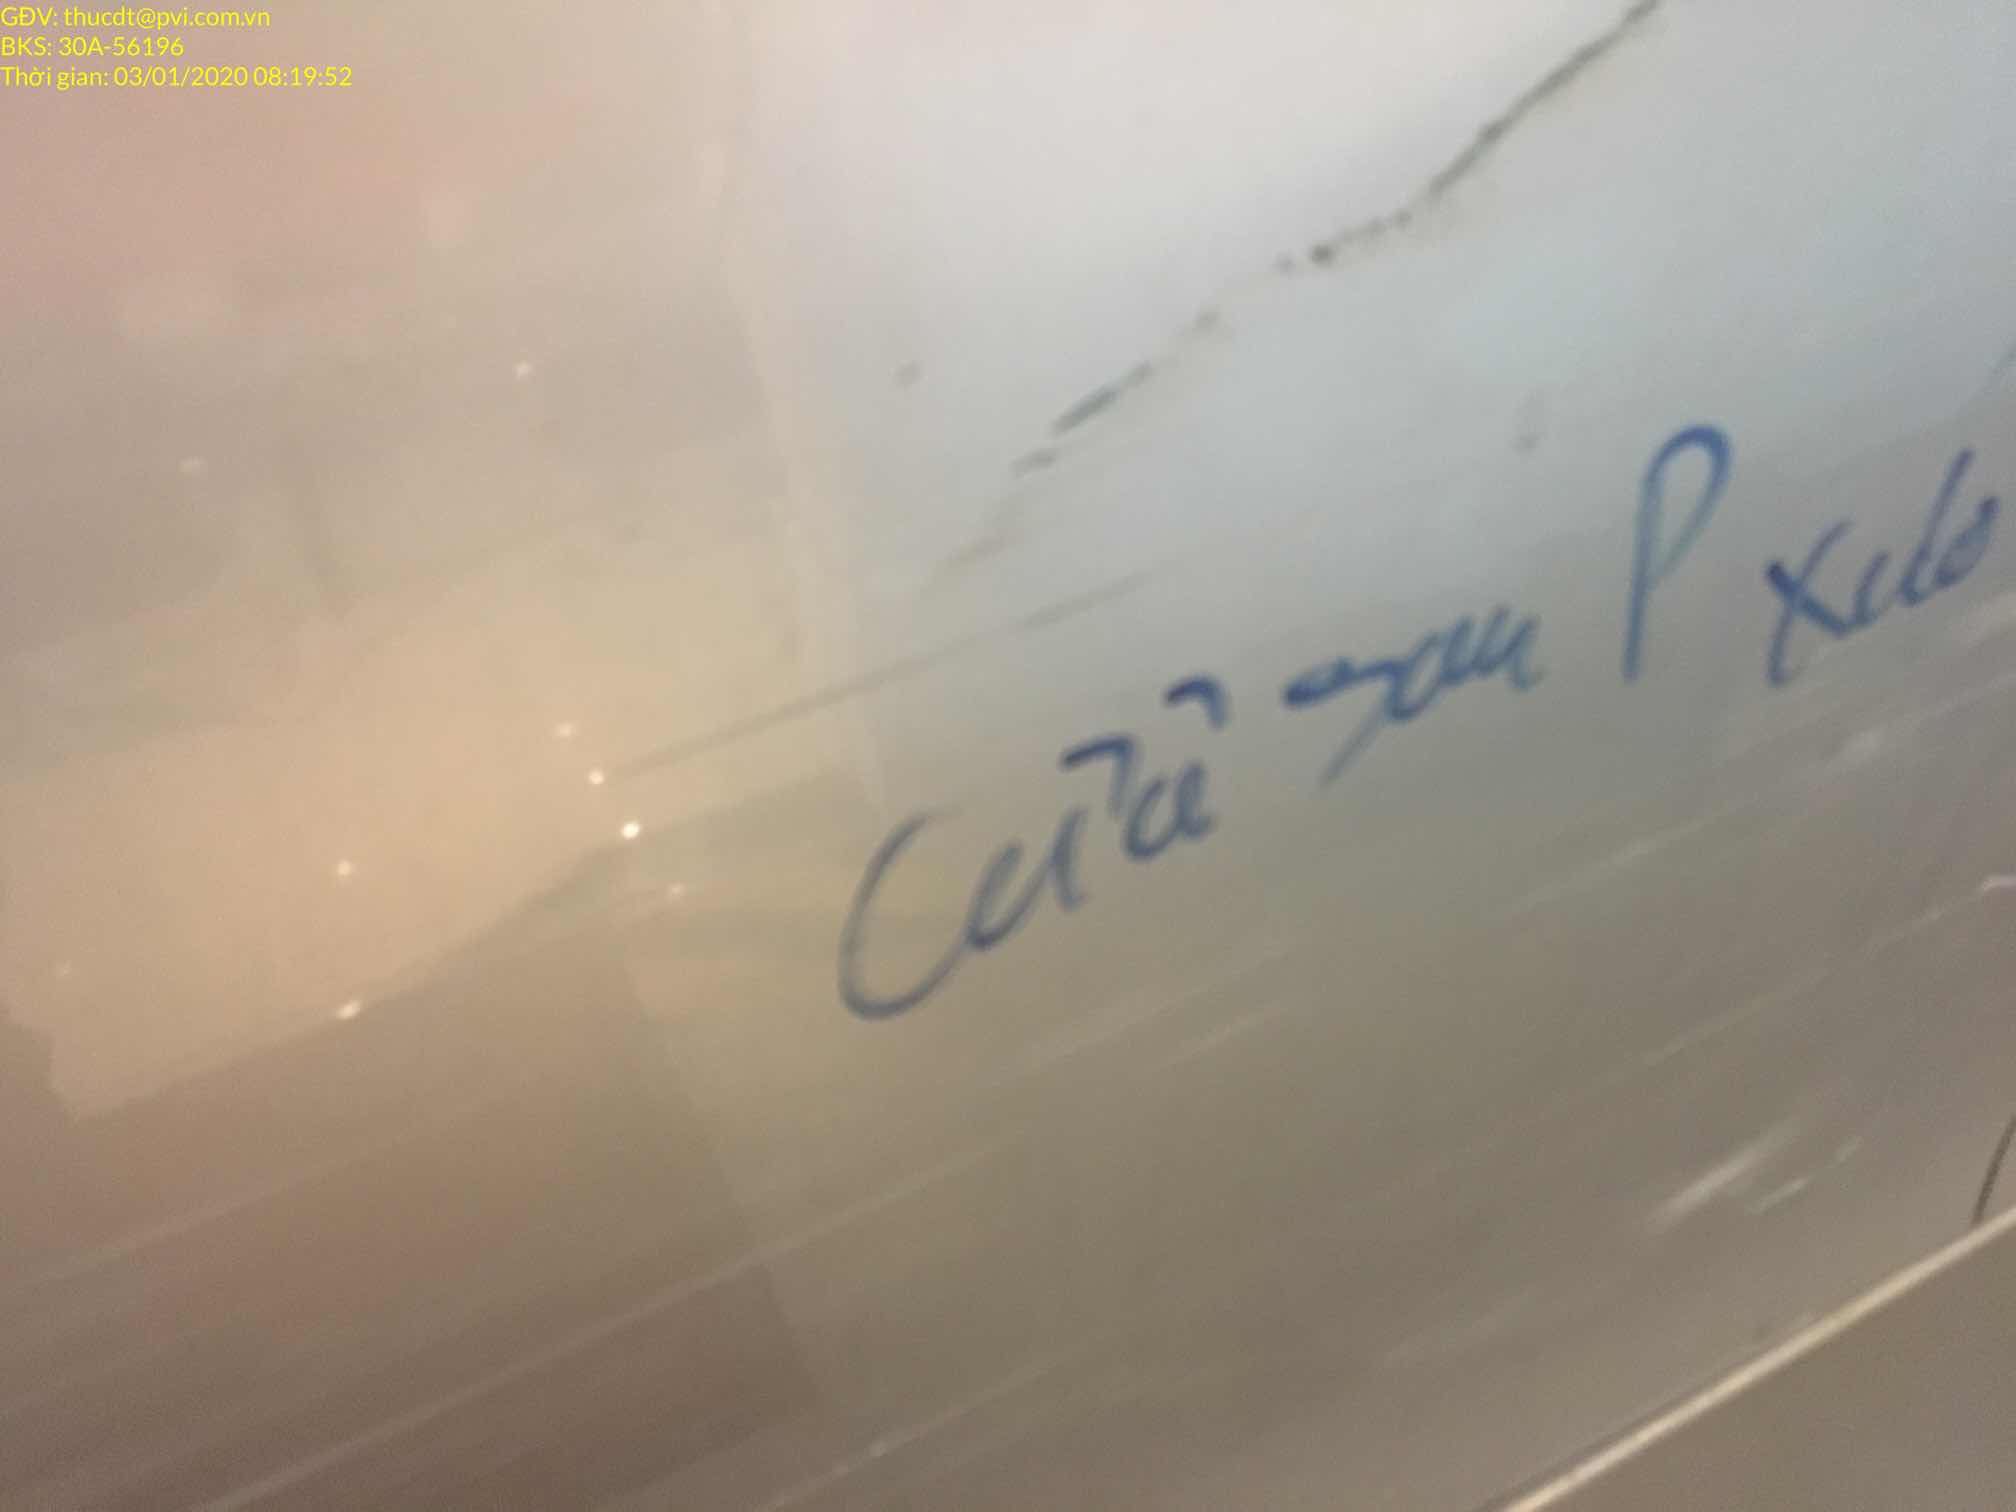 GĐV: thucdt@pvi.com.vn
BKS: 30A-56196
Thời gian: 03/01/2020 08:19:52
Cửa sau P